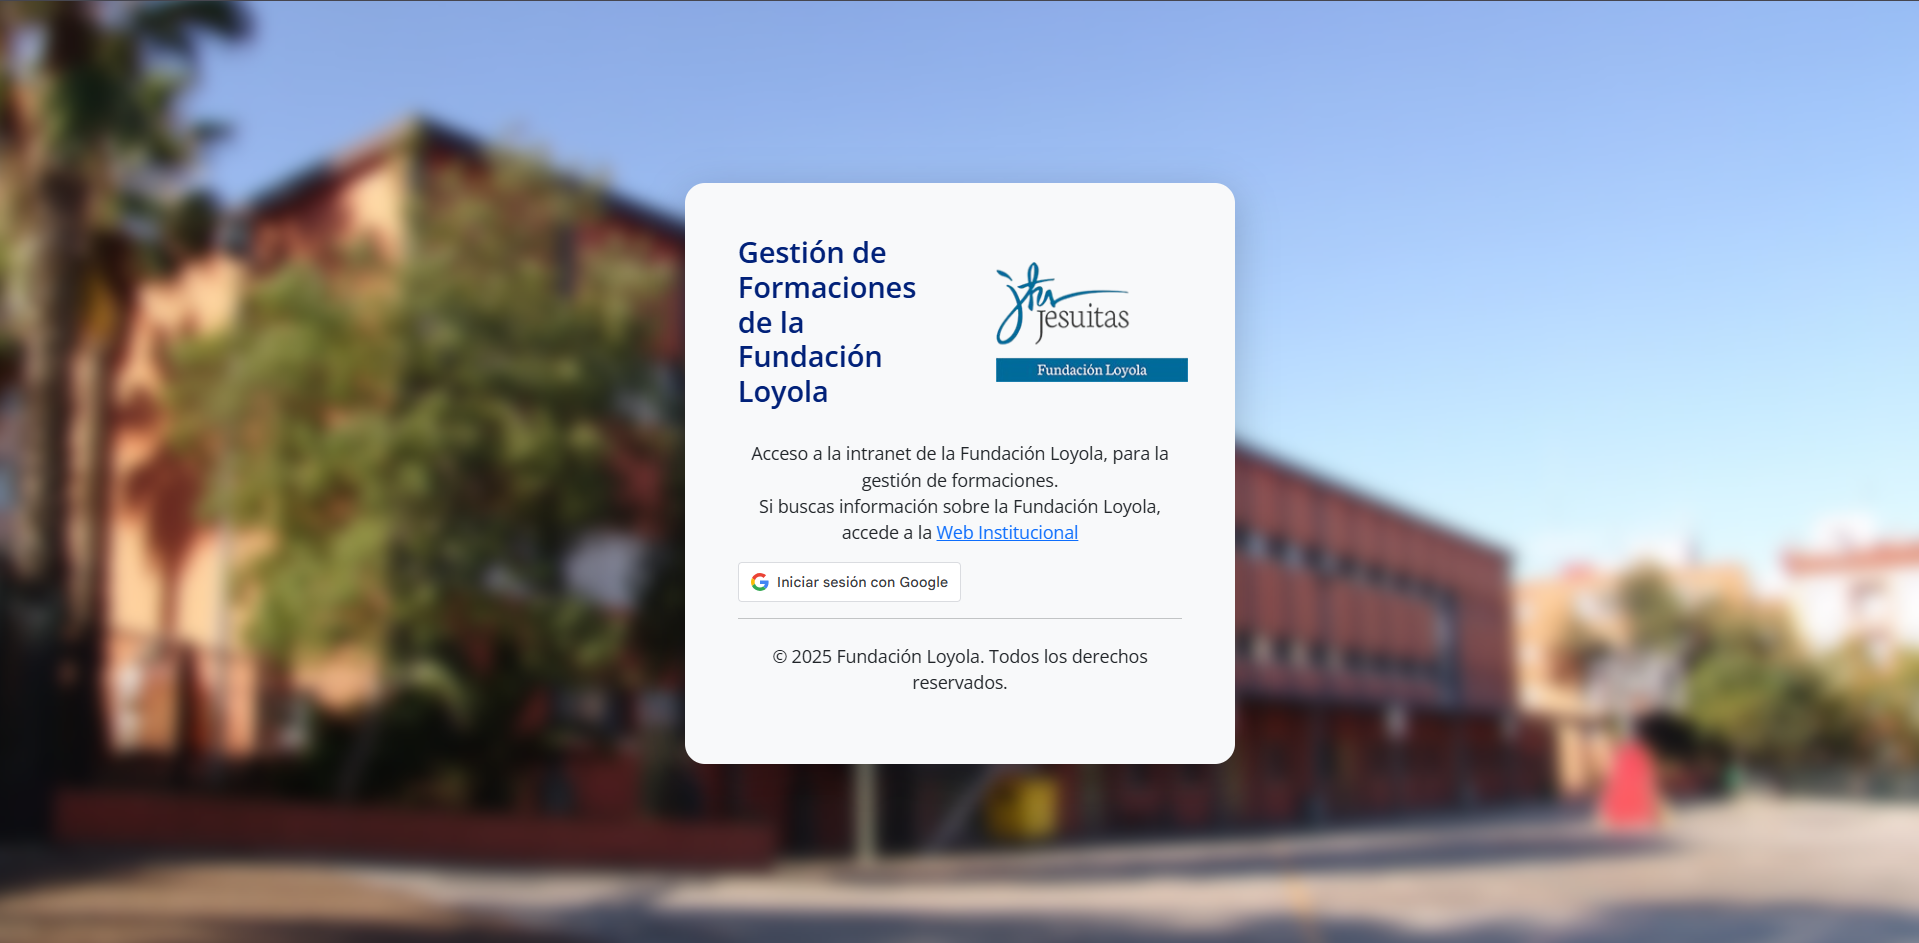 Gestión de
Formaciones
de la
Fundación
Loyola
jhs
Jesuitas
Fundación Loyola
Acceso a la intranet de la Fundación Loyola, para la
gestión de formaciones.
Si buscas información sobre la Fundación Loyola,
accede a la Web Institucional
Iniciar sesión con Google
© 2025 Fundación Loyola. Todos los derechos
reservados.